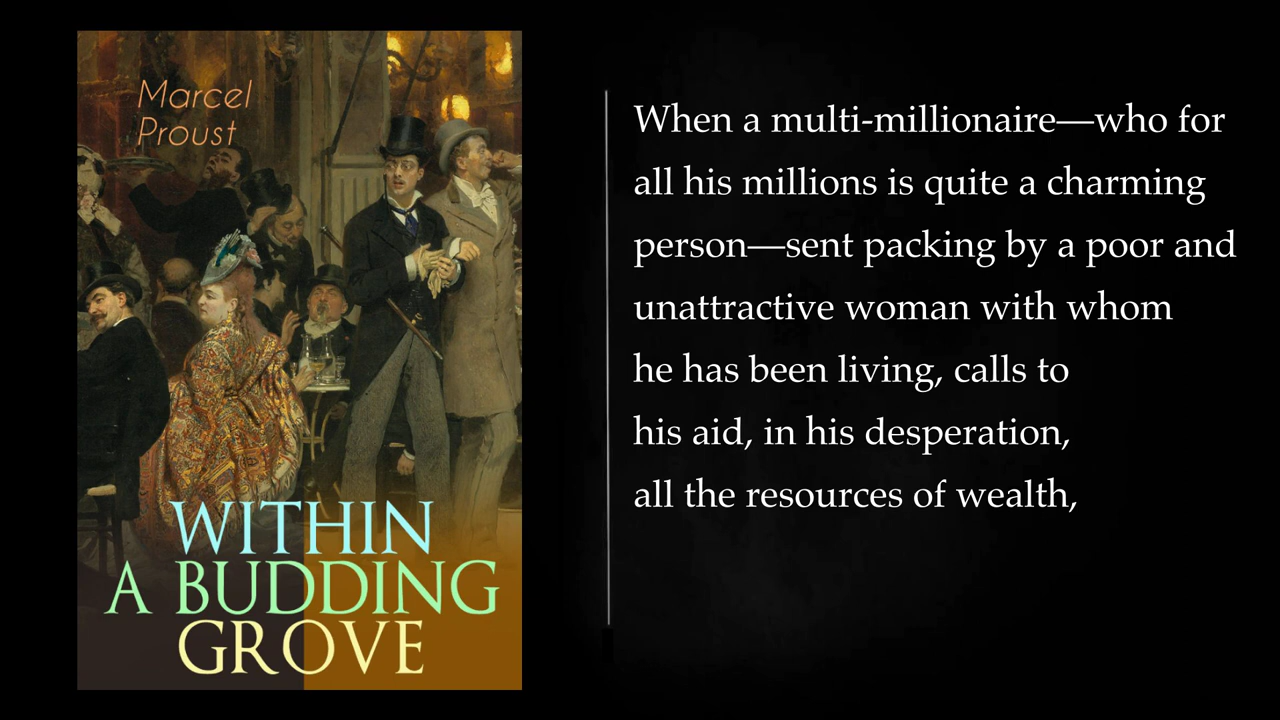 Marcel
Proust
WITHIN
A BUDDING
GROVE
When a multi-millionaire—who for
all his millions is quite a charming
person—sent packing by a poor and
unattractive woman with whom
he has been living, calls to
his aid, in his desperation,
all the resources of wealth,